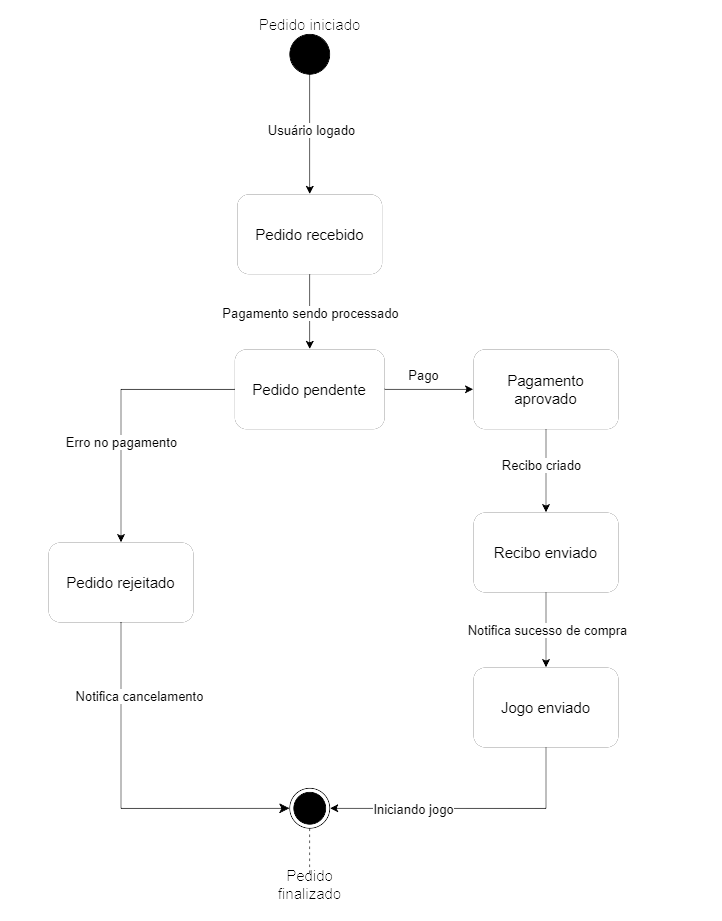 Pedido iniciado
Usuário logado
Pedido recebido
Pagamento sendo processado
Pedido pendente
Pago
Pagamento
aprovado
Erro no pagamento
Recibo criado
Pedido rejeitado
Recibo enviado
Notifica sucesso de compra
Notifica cancelamento
Jogo enviado
Iniciando jogo
Pedido
finalizado